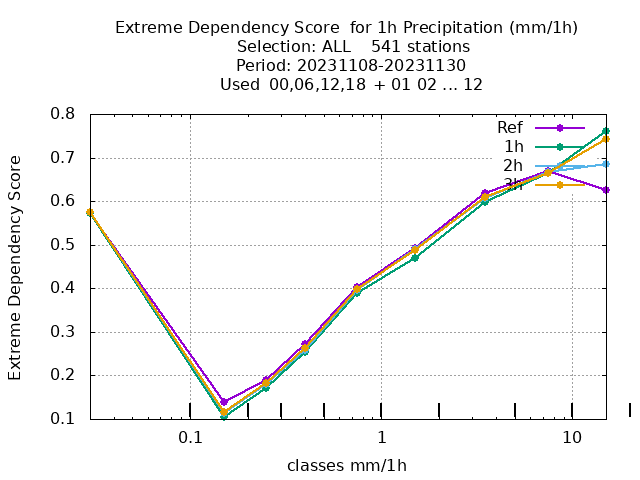 Extreme Dependency Score  for 1h Precipitation (mm/1h)
Selection: ALL    541 stations
Period: 20231108-20231130
Used  00,06,12,18  + 01 02 ... 12
Extreme Dependency Score
0.8
0.7
0.6
0.5
0.4
0.3
0.2
0.1
Ref
1h
2h
3h
0.1
1
10
classes mm/1h